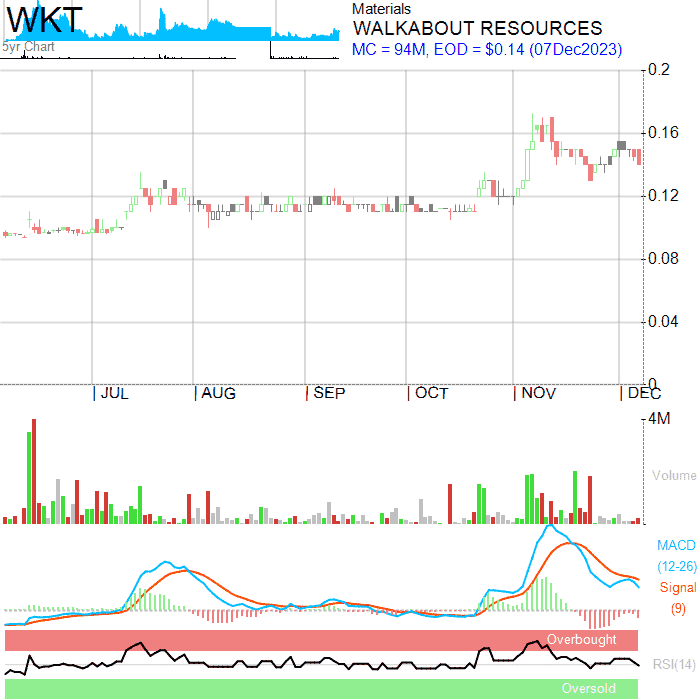 WKT
5yr Chart
Materials
WALKABOUT RESOURCES
MC = 94M, EOD = $0.14 (07Dec2023)
0.2
0.16
0.12
0.08
0.04
0
JUL AUG SEP OCT NOV DEC
4M
Volume
MACD
(12-26)
Signal
(9)
Overbought
RSI(14)
Oversold